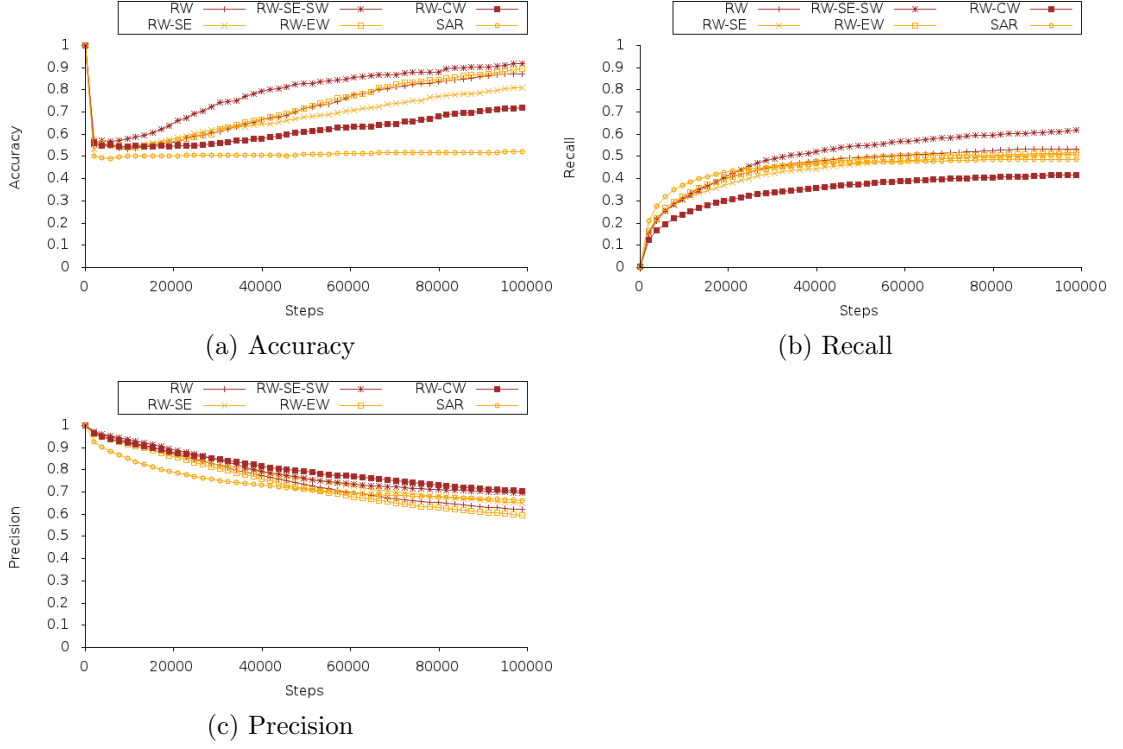 RW RW-SE-SW RW-CW
RW-SE RW-EW SAR
1
0.9
0.8
0.7
0.6
0.5
0.4
0.3
0.2
0.1
0
Accuracy
0 20000 40000 60000 80000 100000
Steps
(a) Accuracy
RW RW-SE-SW RW-CW
RW-SE RW-EW SAR
1
0.9
0.8
0.7
0.6
0.5
0.4
0.3
0.2
0.1
0
Recall
0 20000 40000 60000 80000 100000
Steps
(b) Recall
RW RW-SE-SW RW-CW
RW-SE RW-EW SAR
1
0.9
0.8
0.7
0.6
0.5
0.4
0.3
0.2
0.1
0
Precision
0 20000 40000 60000 80000 100000
Steps
(c) Precision